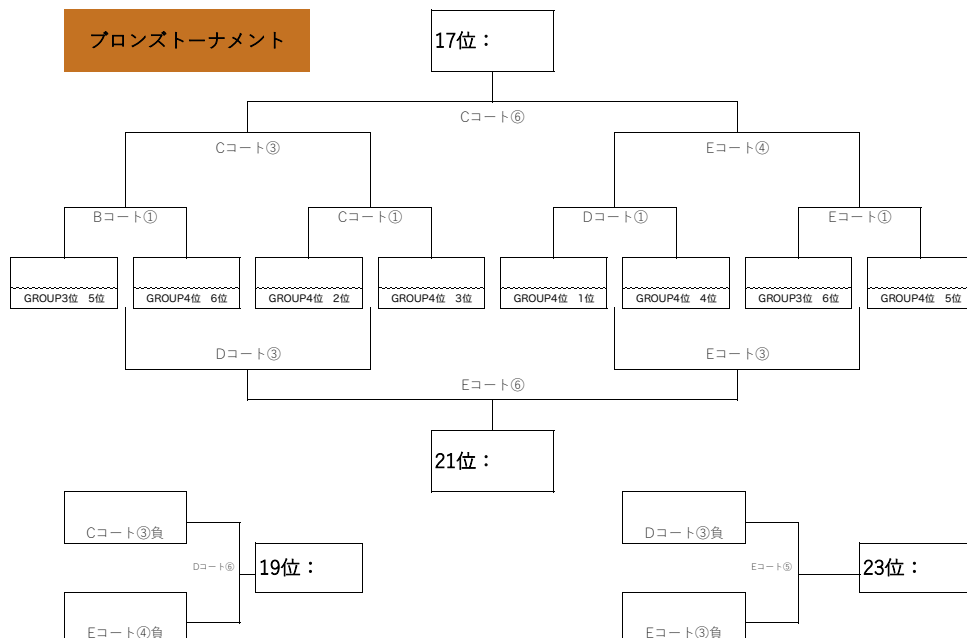 ブロンズトーナメント
17位：
Cコート⑥
Cコート③
Eコート④
Bコート①
Cコート①
Dコート①
Eコート①
GROUP3位 5位
GROUP4位 6位
GROUP4位 2位
GROUP4位 3位
GROUP4位 1位
GROUP4位 4位
GROUP3位 6位
GROUP4位 5位
Dコート③
Eコート③
Eコート⑥
21位：
Cコート③負
Dコート③負
Dコート⑥
19位：
Eコート⑤
23位：
Eコート④負
Eコート③負